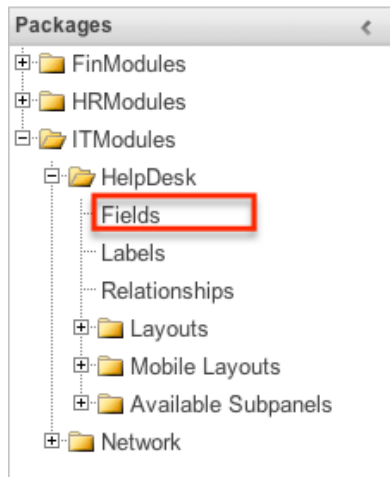 Packages
FinModules
HRModules
ITModules
HelpDesk
Fields
Labels
Relationships
Layouts
Mobile Layouts
Available Subpanels
Network